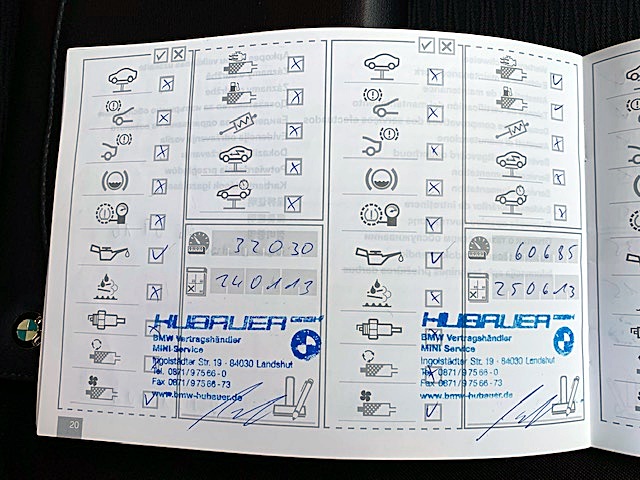 32030
240113
HUBAUER GmbH
BMW Vertragshändler
MINI Service
Ingolstädter Str. 19 · 84030 Landshut
Tel. 0871/97566-0
Fax 0871/97566-73
www.bmw-hubauer.de
20
60685
250613
HUBAUER GmbH
BMW Vertragshändler
MINI Service
Ingolstädter Str. 19 · 84030 Landshut
Tel. 0871/97566-0
Fax 0871/97566-73
www.bmw-hubauer.de